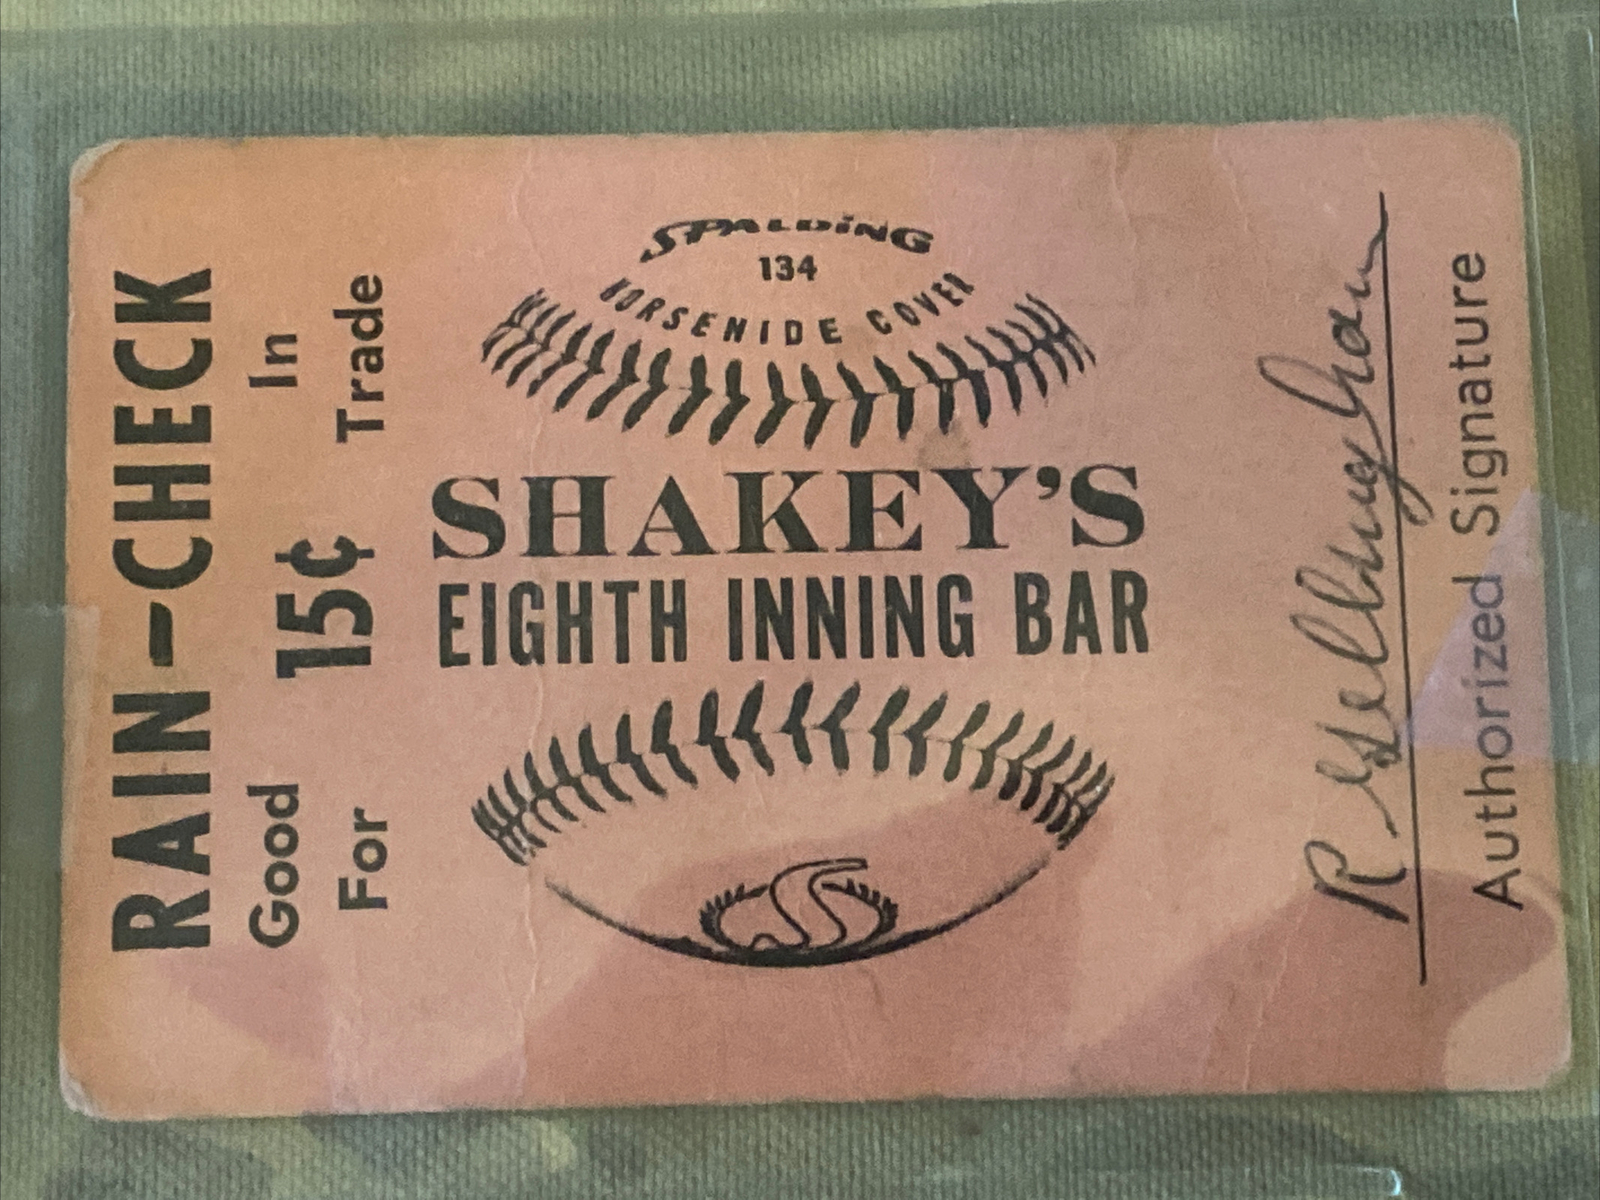 RAIN-CHECK
Good 15¢ In
For Trade
SPALDING
134
HORSEHIDE COVER
SHAKEY'S
EIGHTH INNING BAR
S
R
Authorized Signature